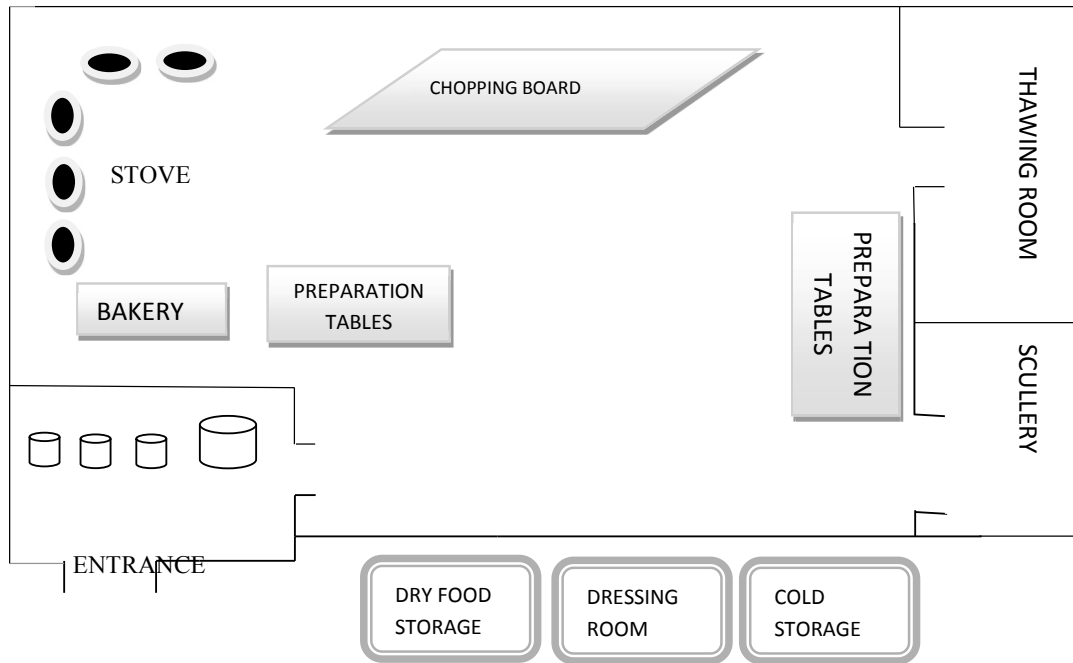 CHOPPING BOARD
THAWING ROOM
STOVE
BAKERY
PREPARATION
TABLES
PREPARA TION
TABLES
SCULLERY
ENTRANCE
DRY FOOD
STORAGE
DRESSING
ROOM
COLD
STORAGE